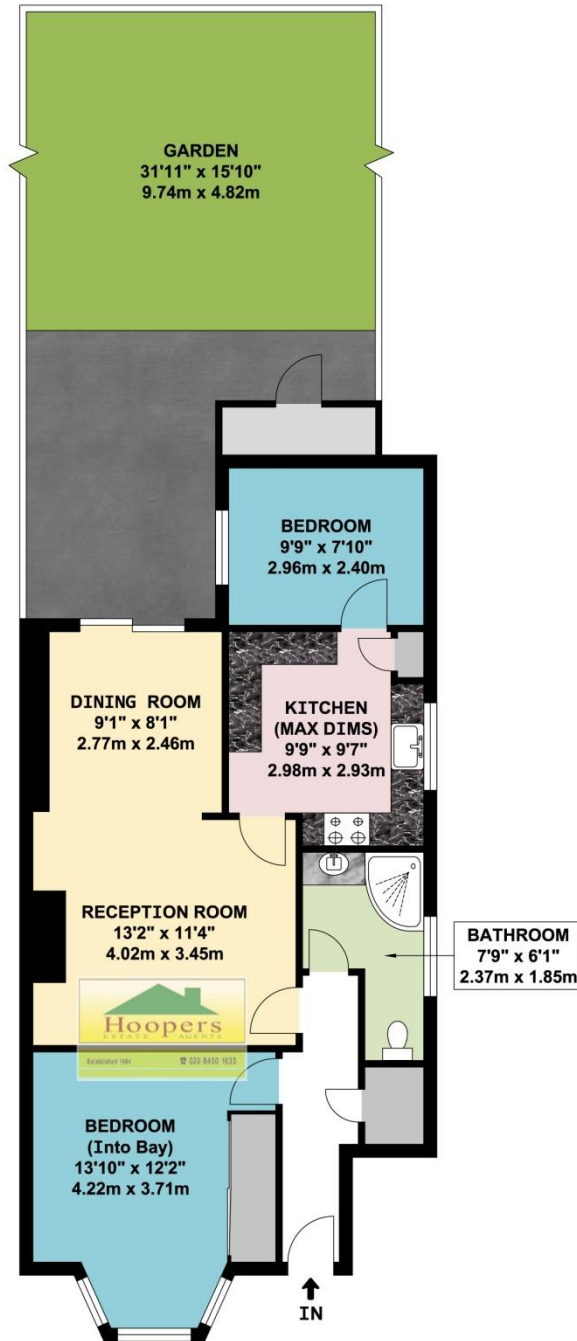 GARDEN
31'11" x 15'10"
9.74m x 4.82m
BEDROOM
9'9" x 7'10"
2.96m x 2.40m
DINING ROOM
9'1" x 8'1"
2.77m x 2.46m
KITCHEN
(MAX DIMS)
9'9" x 9'7"
2.98m x 2.93m
RECEPTION ROOM
13'2" x 11'4"
4.02m x 3.45m
BATHROOM
7'9" x 6'1"
2.37m x 1.85m
Hoopers
ESTATE AGENTS
Established 1984 ☎ 020 8450 1633
BEDROOM
(Into Bay)
13'10" x 12'2"
4.22m x 3.71m
IN